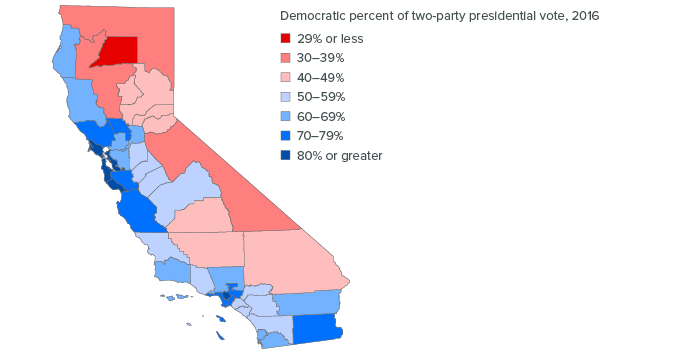 Democratic percent of two-party presidential vote, 2016
29% or less
30–39%
40–49%
50–59%
60–69%
70–79%
80% or greater